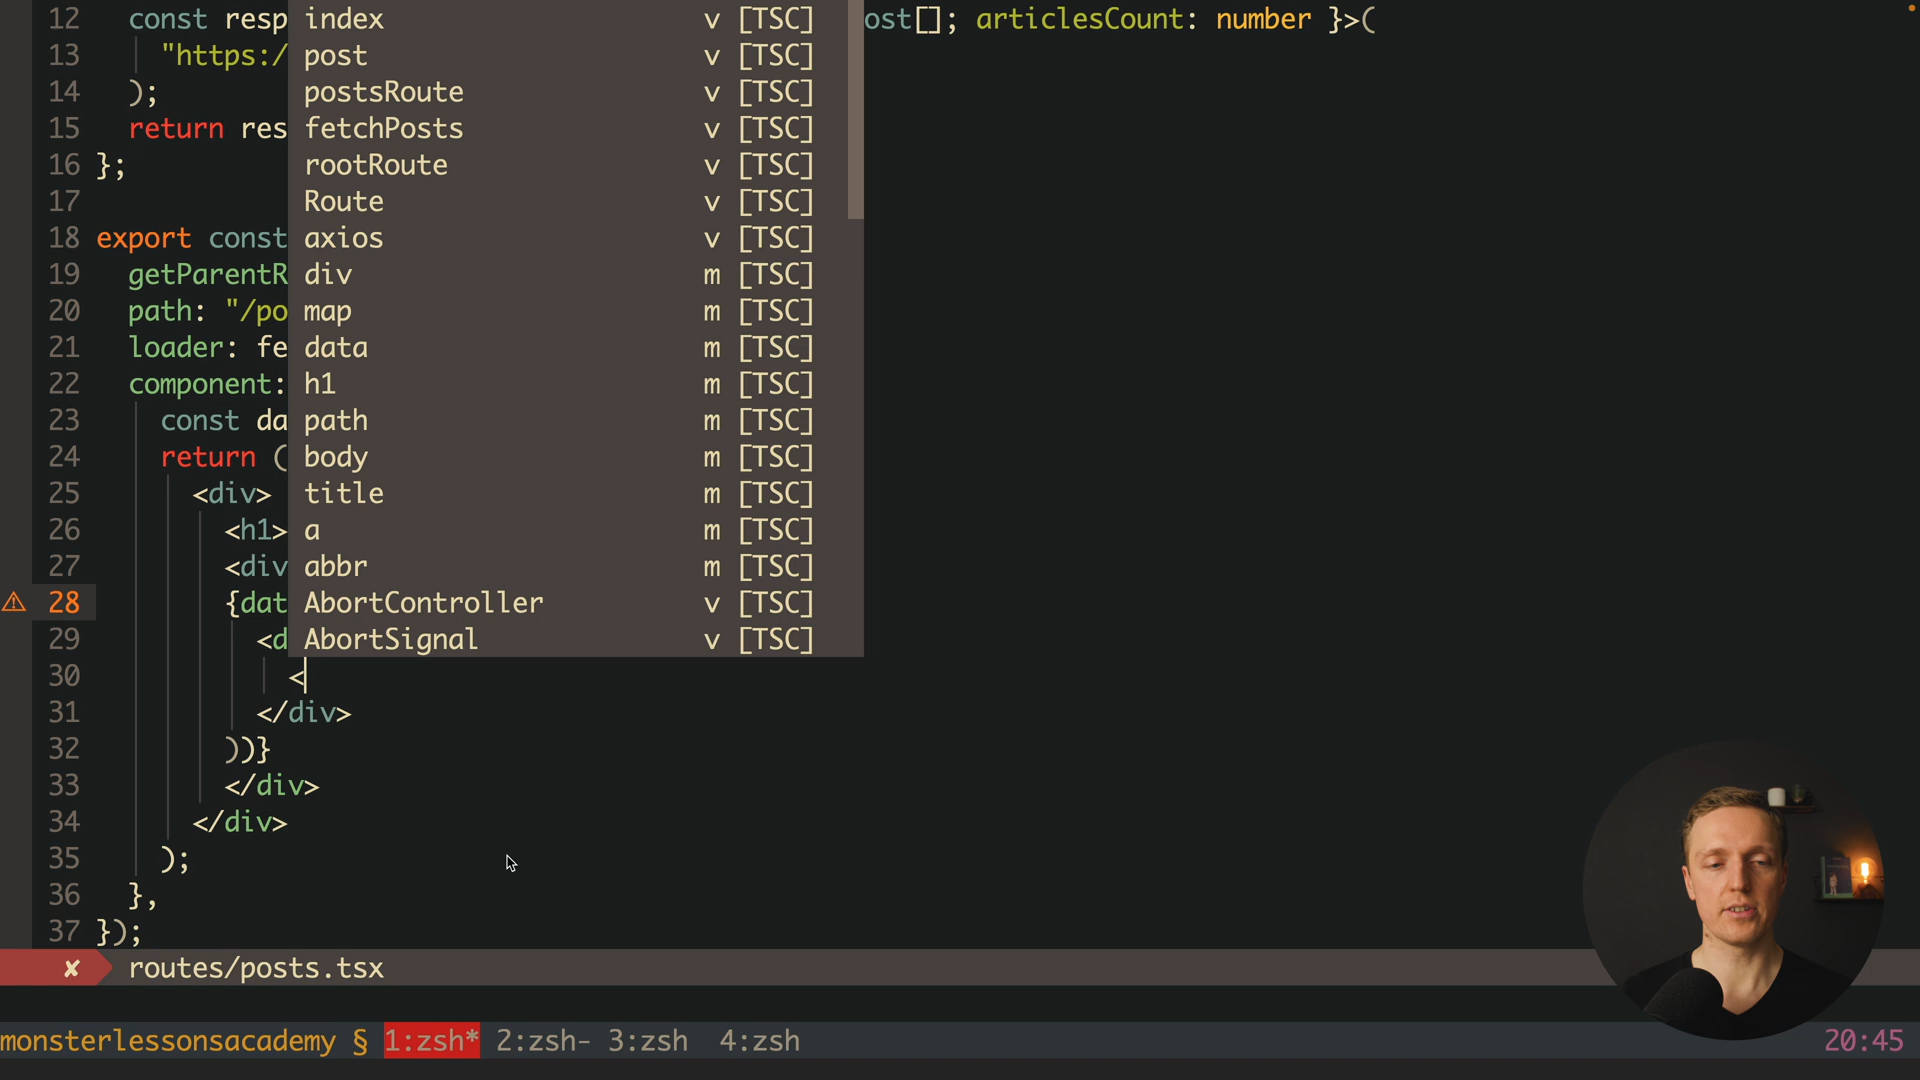 12 const resp index v [TSC] ost[]; articlesCount: number }>(
13 "https:/ post v [TSC]
14 ); postsRoute v [TSC]
15 return res fetchPosts v [TSC]
16 }; rootRoute v [TSC]
17 Route v [TSC]
18 export const axios v [TSC]
19 getParentR div m [TSC]
20 path: "/po map m [TSC]
21 loader: fe data m [TSC]
22 component: h1 m [TSC]
23 const da path m [TSC]
24 return ( body m [TSC]
25 <div> title m [TSC]
26 <h1> a m [TSC]
27 <div abbr m [TSC]
28 {dat AbortController v [TSC]
29 <d AbortSignal v [TSC]
30 <
31 </div>
32 ))}
33 </div>
34 </div>
35 );
36 },
37 });
✘ routes/posts.tsx
monsterlessonsacademy § 1:zsh* 2:zsh- 3:zsh 4:zsh 20:45